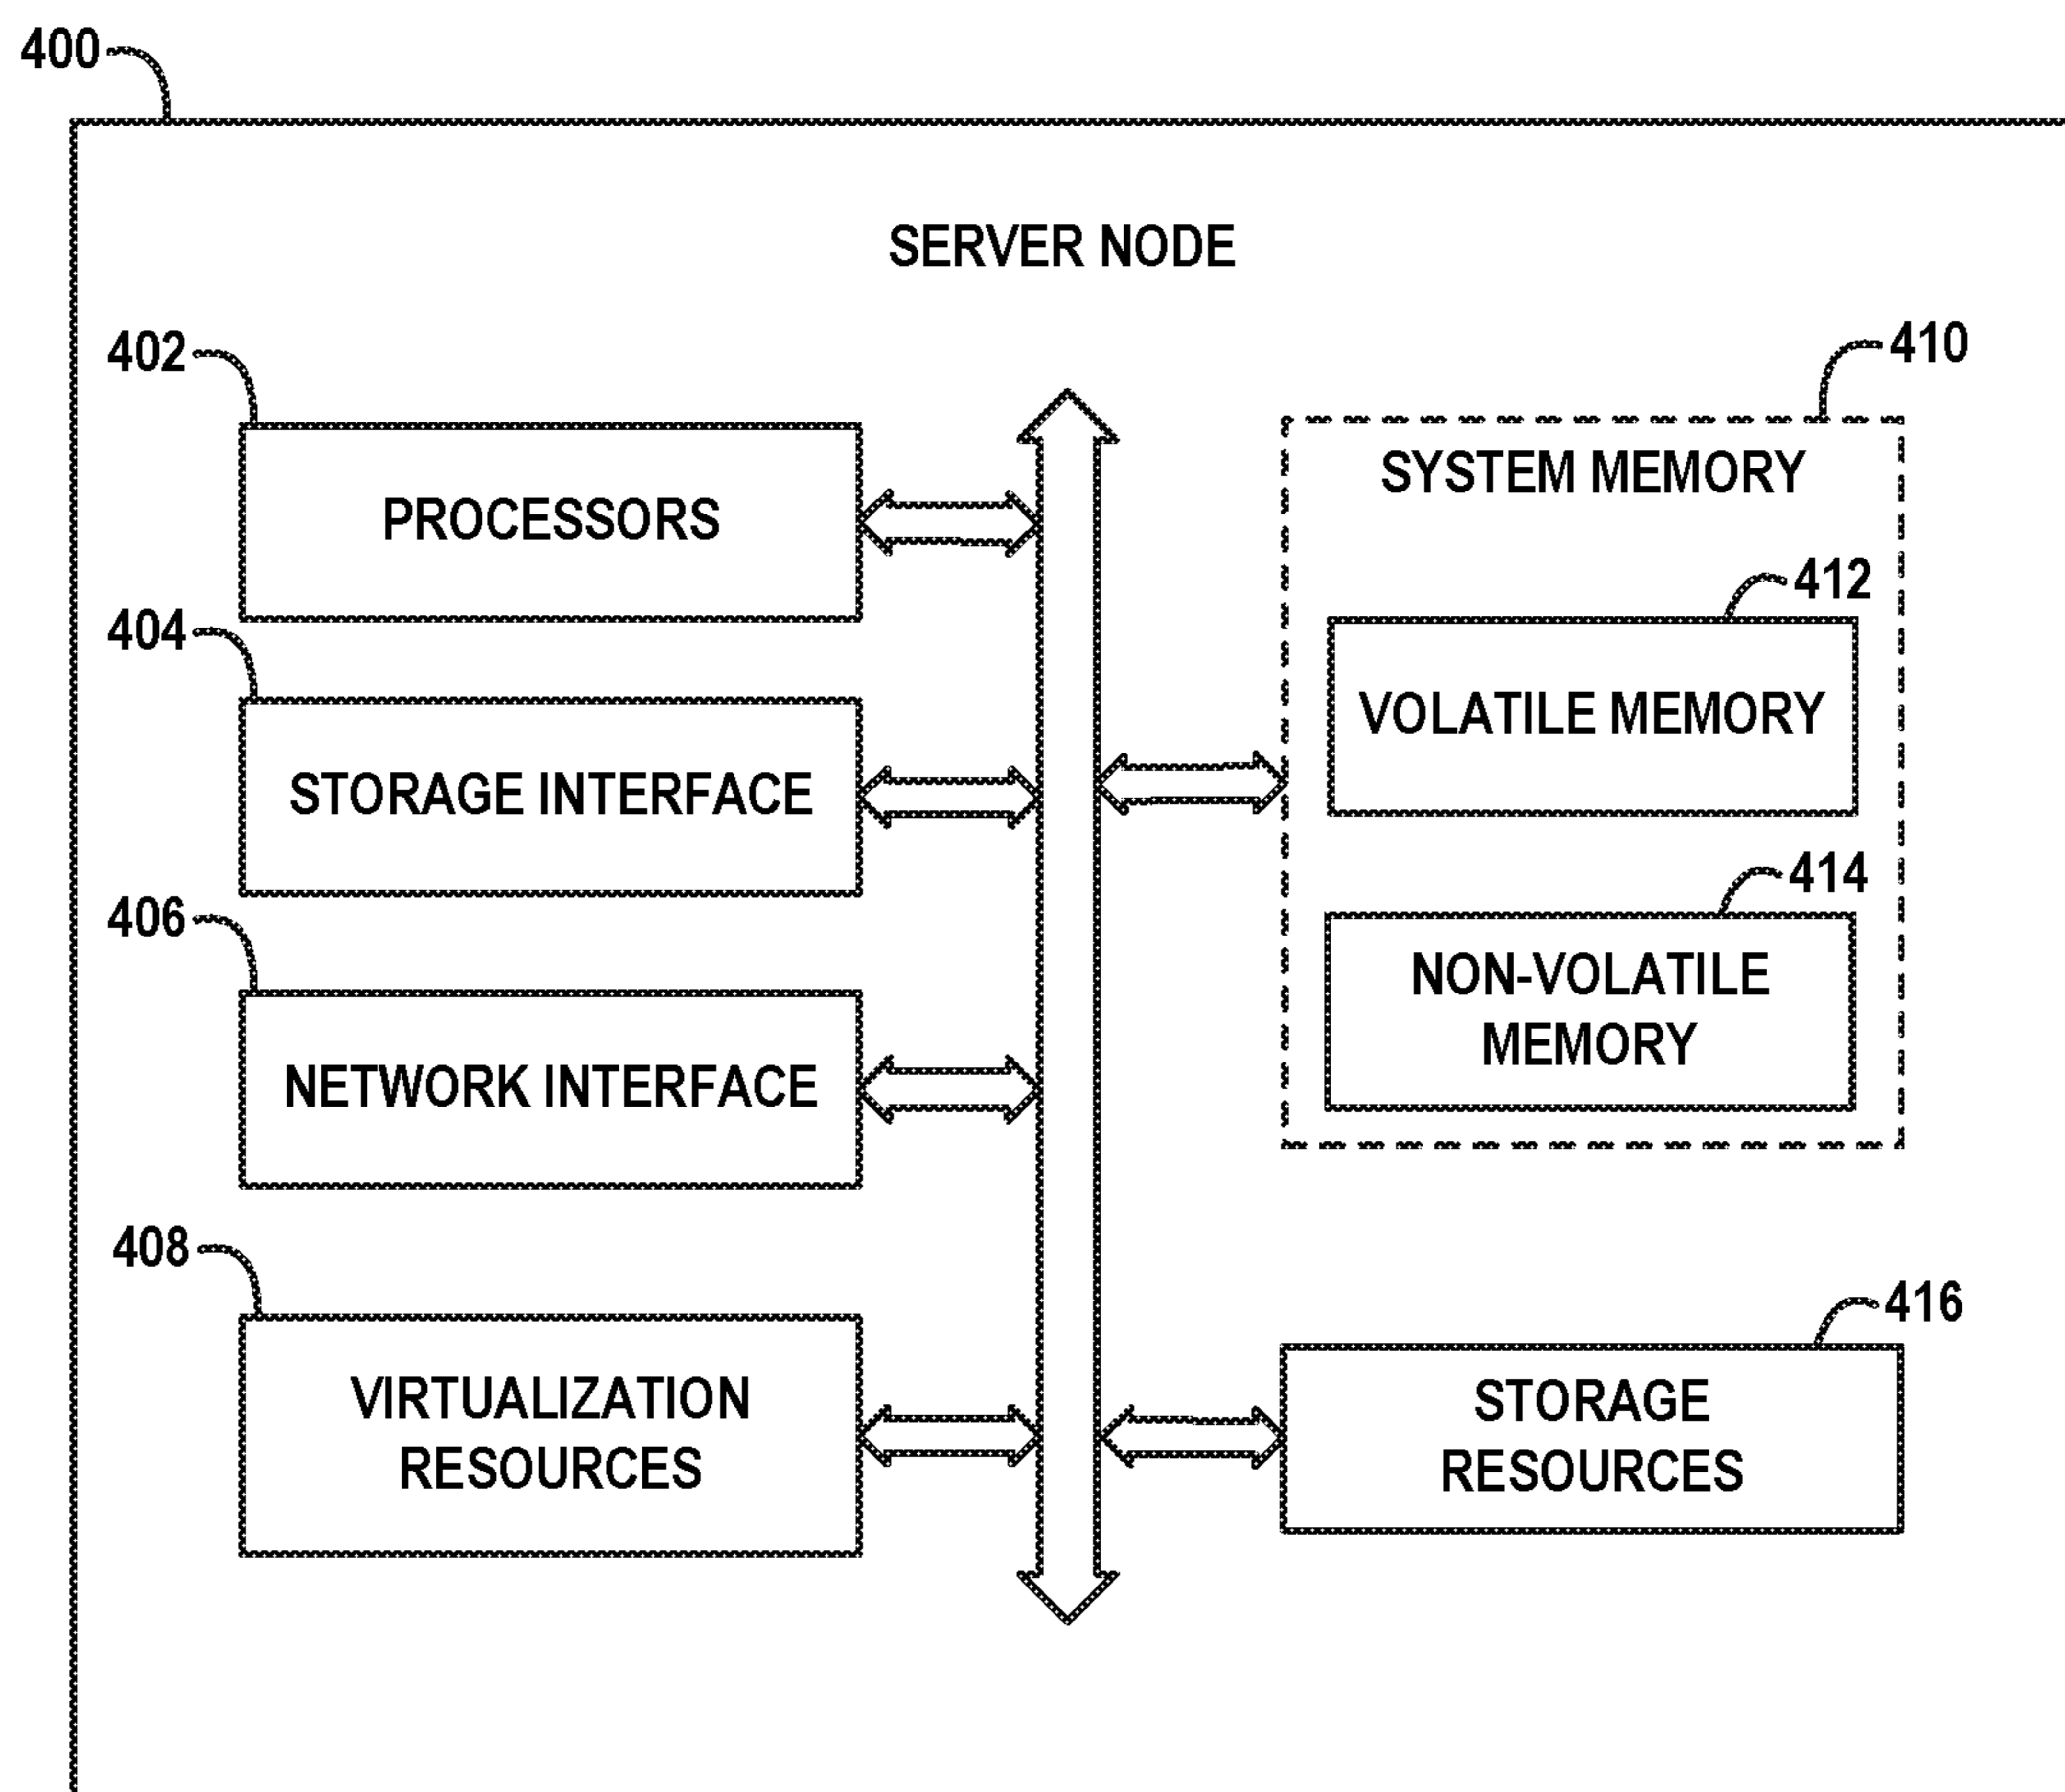 400
SERVER NODE
402
PROCESSORS
404
STORAGE INTERFACE
406
NETWORK INTERFACE
408
VIRTUALIZATION
RESOURCES
410
SYSTEM MEMORY
412
VOLATILE MEMORY
414
NON-VOLATILE
MEMORY
416
STORAGE
RESOURCES